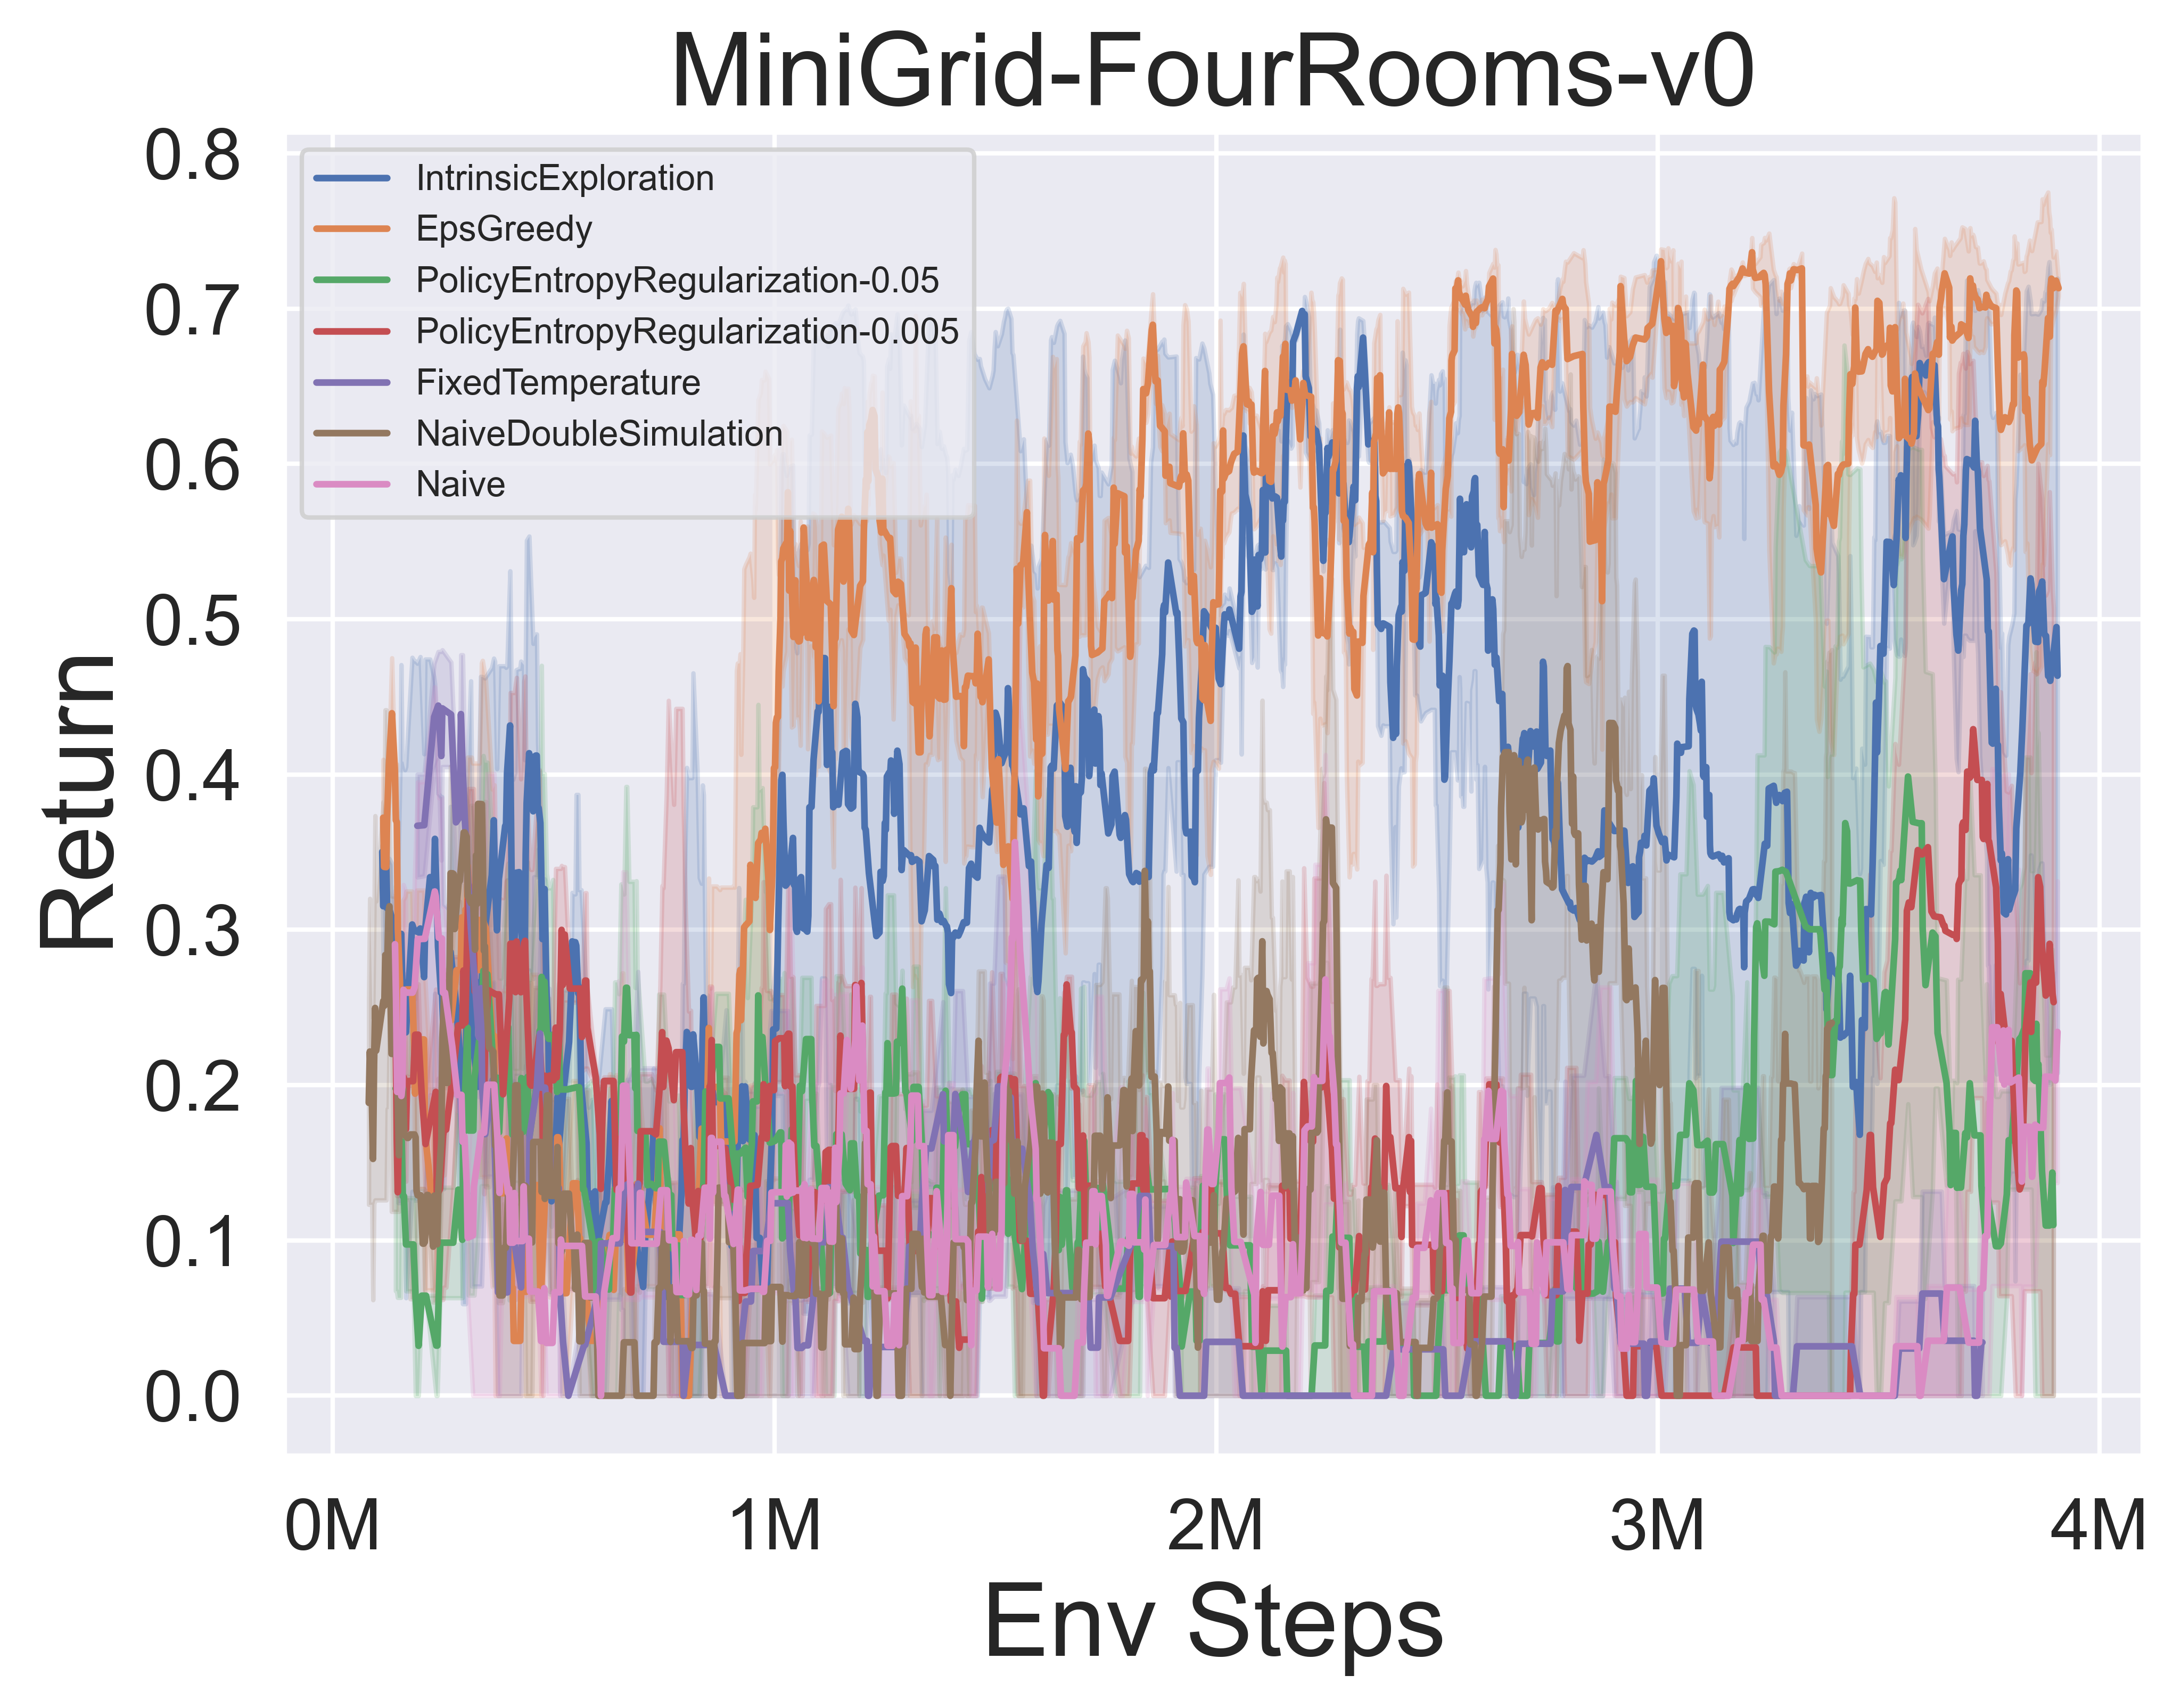 MiniGrid-FourRooms-v0
0.8
0.7
0.6
0.5
0.4
0.3
0.2
0.1
0.0
Return
IntrinsicExploration
EpsGreedy
PolicyEntropyRegularization-0.05
PolicyEntropyRegularization-0.005
FixedTemperature
NaiveDoubleSimulation
Naive
0M 1M 2M 3M 4M
Env Steps